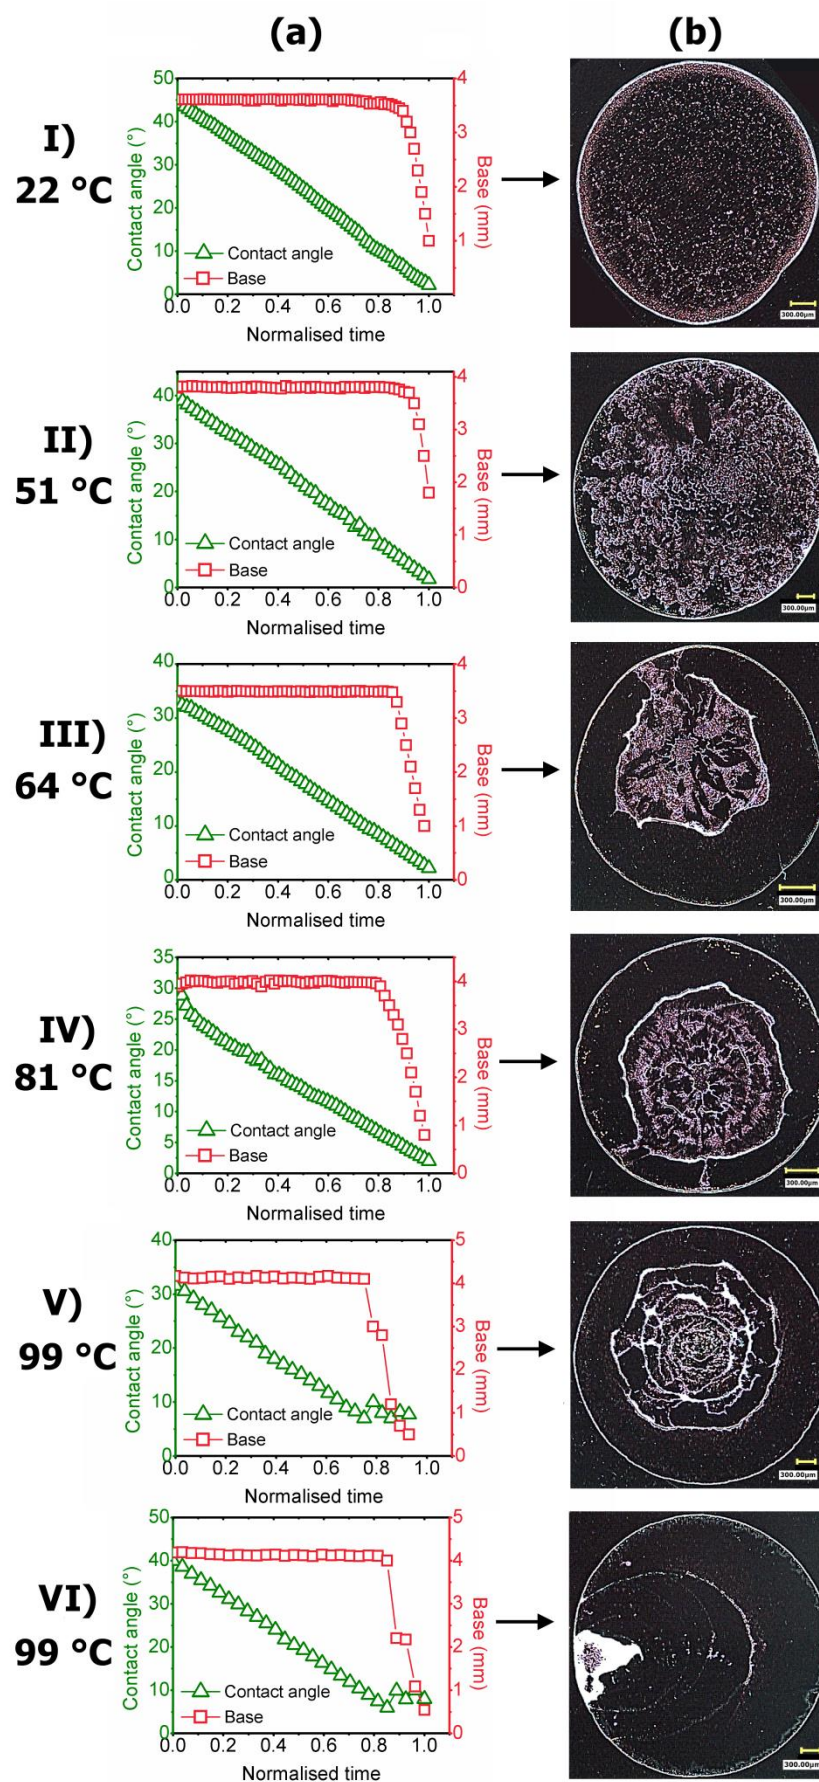 (a) (b)
I)
22 °C
Contact angle (°)
50
40
30
20
10
0
Contact angle
Base
0.0 0.2 0.4 0.6 0.8 1.0
Normalised time
4
3
2
1
Base (mm)
300.00µm
II)
51 °C
Contact angle (°)
40
30
20
10
0
Contact angle
Base
0.0 0.2 0.4 0.6 0.8 1.0
Normalised time
4
3
2
1
0
Base (mm)
300.00µm
III)
64 °C
Contact angle (°)
40
30
20
10
0
Contact angle
Base
0.0 0.2 0.4 0.6 0.8 1.0
Normalised time
4
3
2
1
0
Base (mm)
300.00µm
IV)
81 °C
Contact angle (°)
35
30
25
20
15
10
5
0
Contact angle
Base
0.0 0.2 0.4 0.6 0.8 1.0
Normalised time
4
3
2
1
0
Base (mm)
300.00µm
V)
99 °C
Contact angle (°)
40
30
20
10
0
Contact angle
Base
0.0 0.2 0.4 0.6 0.8 1.0
Normalised time
5
4
3
2
1
0
Base (mm)
300.00µm
VI)
99 °C
Contact angle (°)
50
40
30
20
10
0
Contact angle
Base
0.0 0.2 0.4 0.6 0.8 1.0
Normalised time
5
4
3
2
1
0
Base (mm)
300.00µm